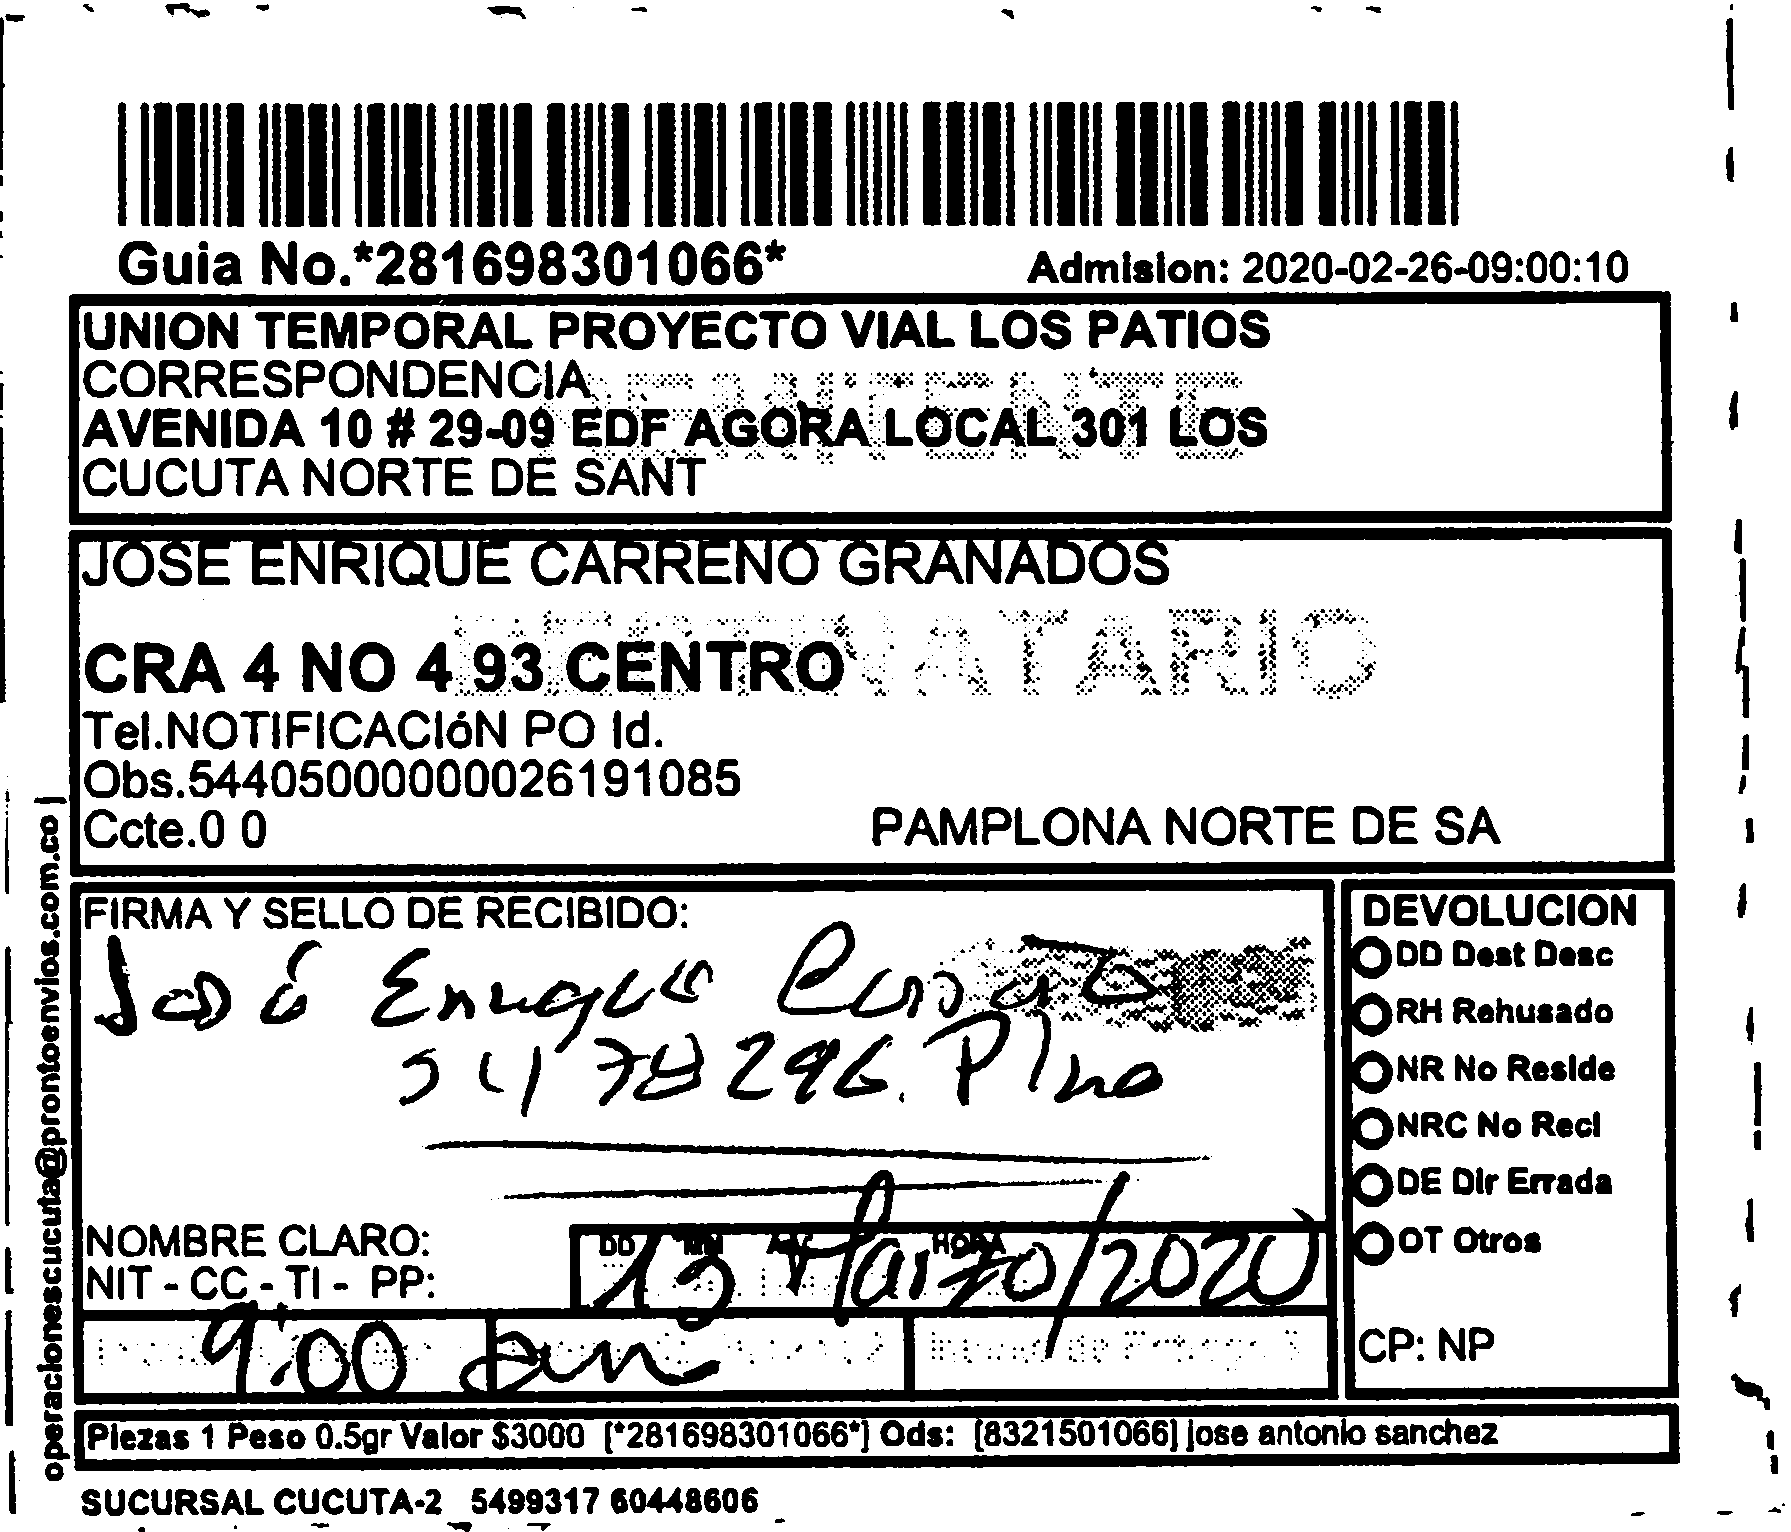 Guia No.*281698301066*
Admision: 2020-02-26-09:00:10
UNION TEMPORAL PROYECTO VIAL LOS PATIOS
CORRESPONDENCIA
REMITENTE
AVENIDA 10 # 29-09 EDF AGORA LOCAL 301 LOS
CUCUTA NORTE DE SANT
JOSE ENRIQUE CARRENO GRANADOS
DESTINATARIO
CRA 4 NO 4 93 CENTRO
Tel.NOTIFICACIóN PO Id.
Obs.544050000000026191085
Ccte.0 0
PAMPLONA NORTE DE SA
operacionescucuta@prontoenvios.com.co
FIRMA Y SELLO DE RECIBIDO:
José Enrique
5478296. Plna
NOMBRE CLARO:
NIT - CC - TI - PP:
DD MM HORA
13 Marzo/2020
9:00 am
DEVOLUCION
DD Dest Desc
RH Rehusado
NR No Reside
NRC No Recl
DE Dir Errada
OT Otros
CP: NP
Piezas 1 Peso 0.5gr Valor $3000 [*281698301066*] Ods: [8321501066] jose antonio sanchez
SUCURSAL CUCUTA-2 5499317 60448606